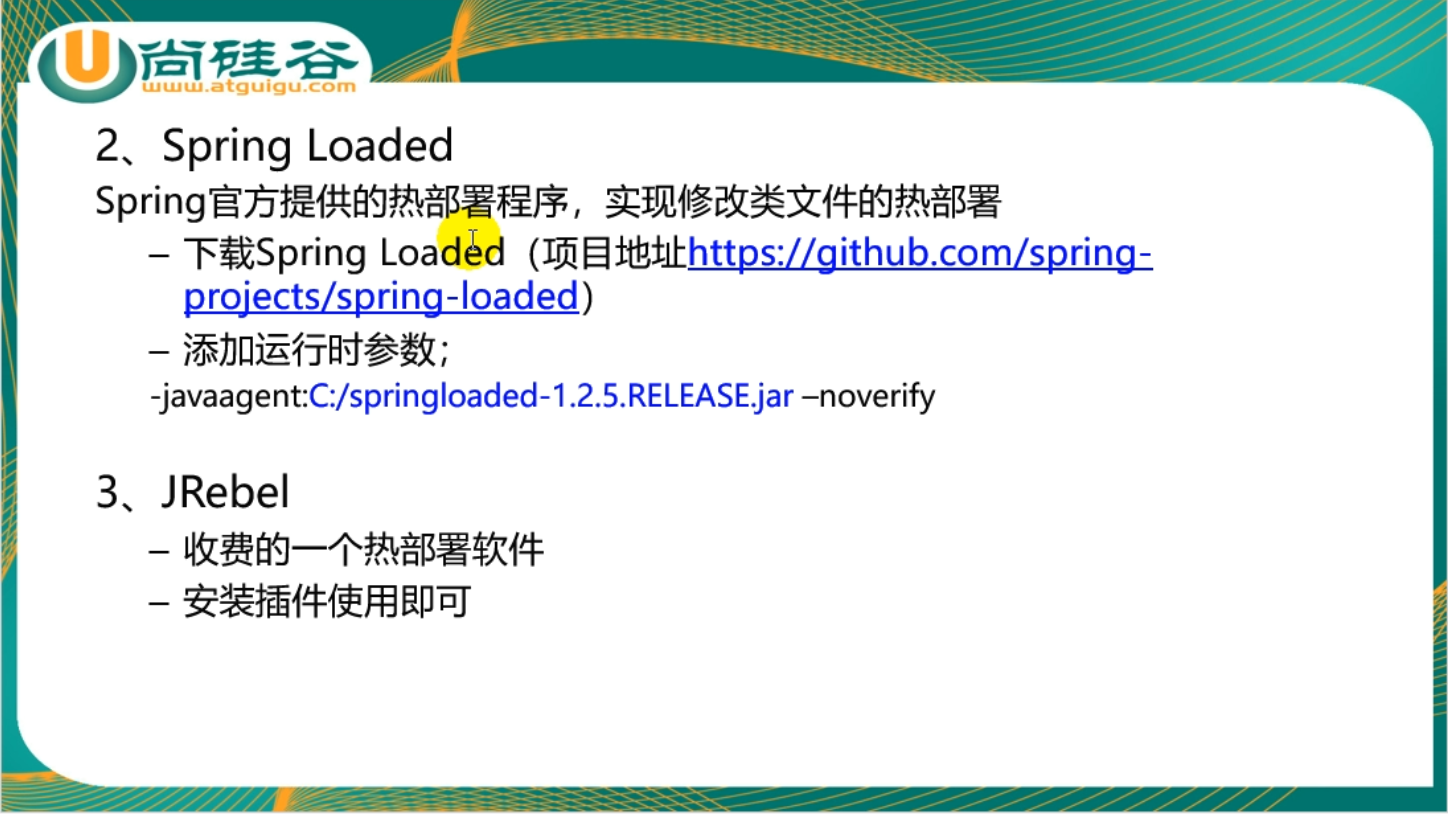 尚硅谷
www.atguigu.com
2、Spring Loaded
Spring官方提供的热部署程序，实现修改类文件的热部署
– 下载Spring Loaded（项目地址https://github.com/spring-
projects/spring-loaded）
– 添加运行时参数；
-javaagent:C:/springloaded-1.2.5.RELEASE.jar –noverify
3、JRebel
– 收费的一个热部署软件
– 安装插件使用即可